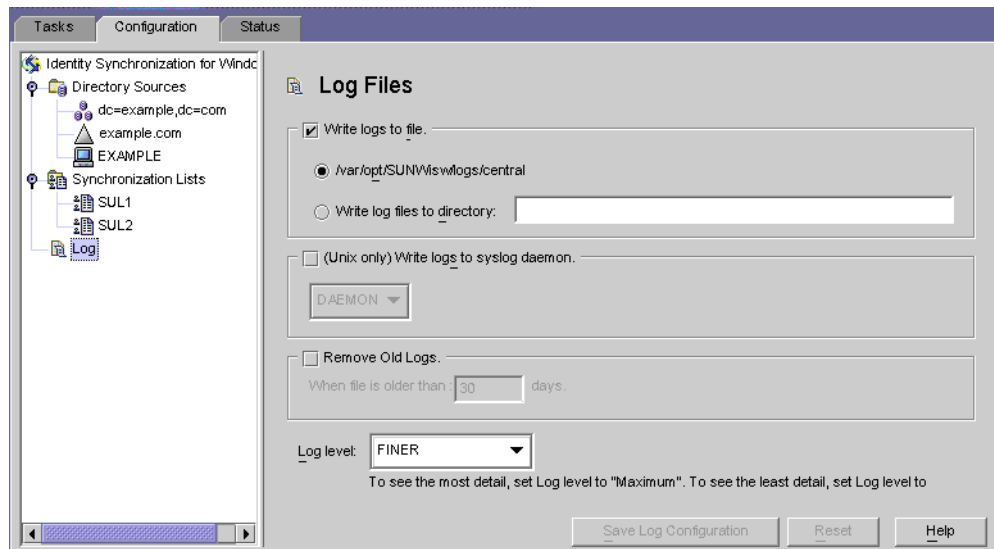 Tasks
Configuration
Status
Identity Synchronization for Windo
Directory Sources
dc=example,dc=com
example.com
EXAMPLE
Synchronization Lists
SUL1
SUL2
Log
Log Files
Write logs to file.
/var/opt/SUNWisw/logs/central
Write log files to directory:
(Unix only) Write logs to syslog daemon.
DAEMON
Remove Old Logs.
When file is older than : 30 days.
Log level: FINER
To see the most detail, set Log level to "Maximum". To see the least detail, set Log level to
Save Log Configuration
Reset
Help